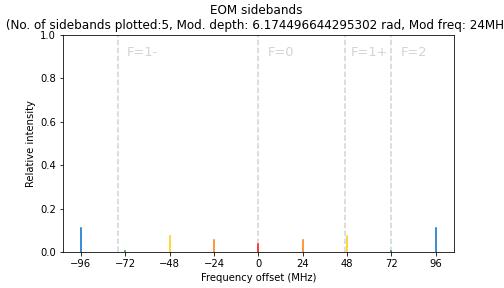 EOM sidebands
(No. of sidebands plotted:5, Mod. depth: 6.174496644295302 rad, Mod freq: 24MH
1.0
F=1- F=0 F=1+ F=2
0.8
0.6
0.4
0.2
0.0
Relative intensity
−96 −72 −48 −24 0 24 48 72 96
Frequency offset (MHz)